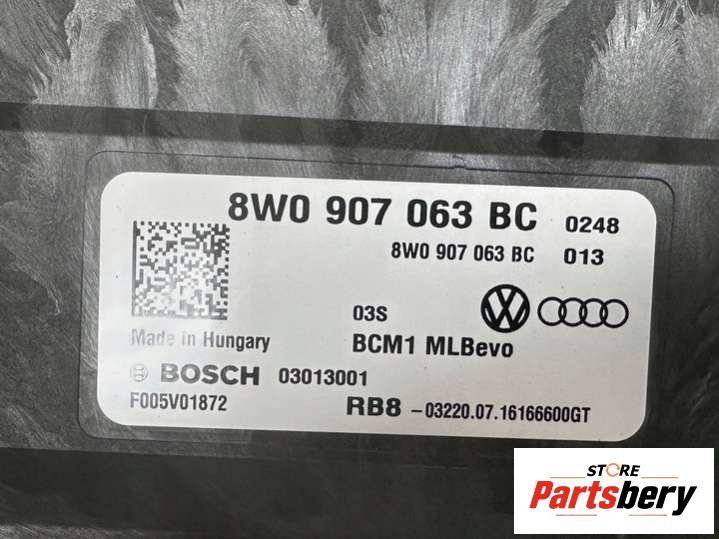 8W0 907 063 BC 0248
8W0 907 063 BC 013
03S
Made in Hungary BCM1 MLBevo
BOSCH 03013001
F005V01872 RB8 -03220.07.16166600GT
STORE
Partsbery